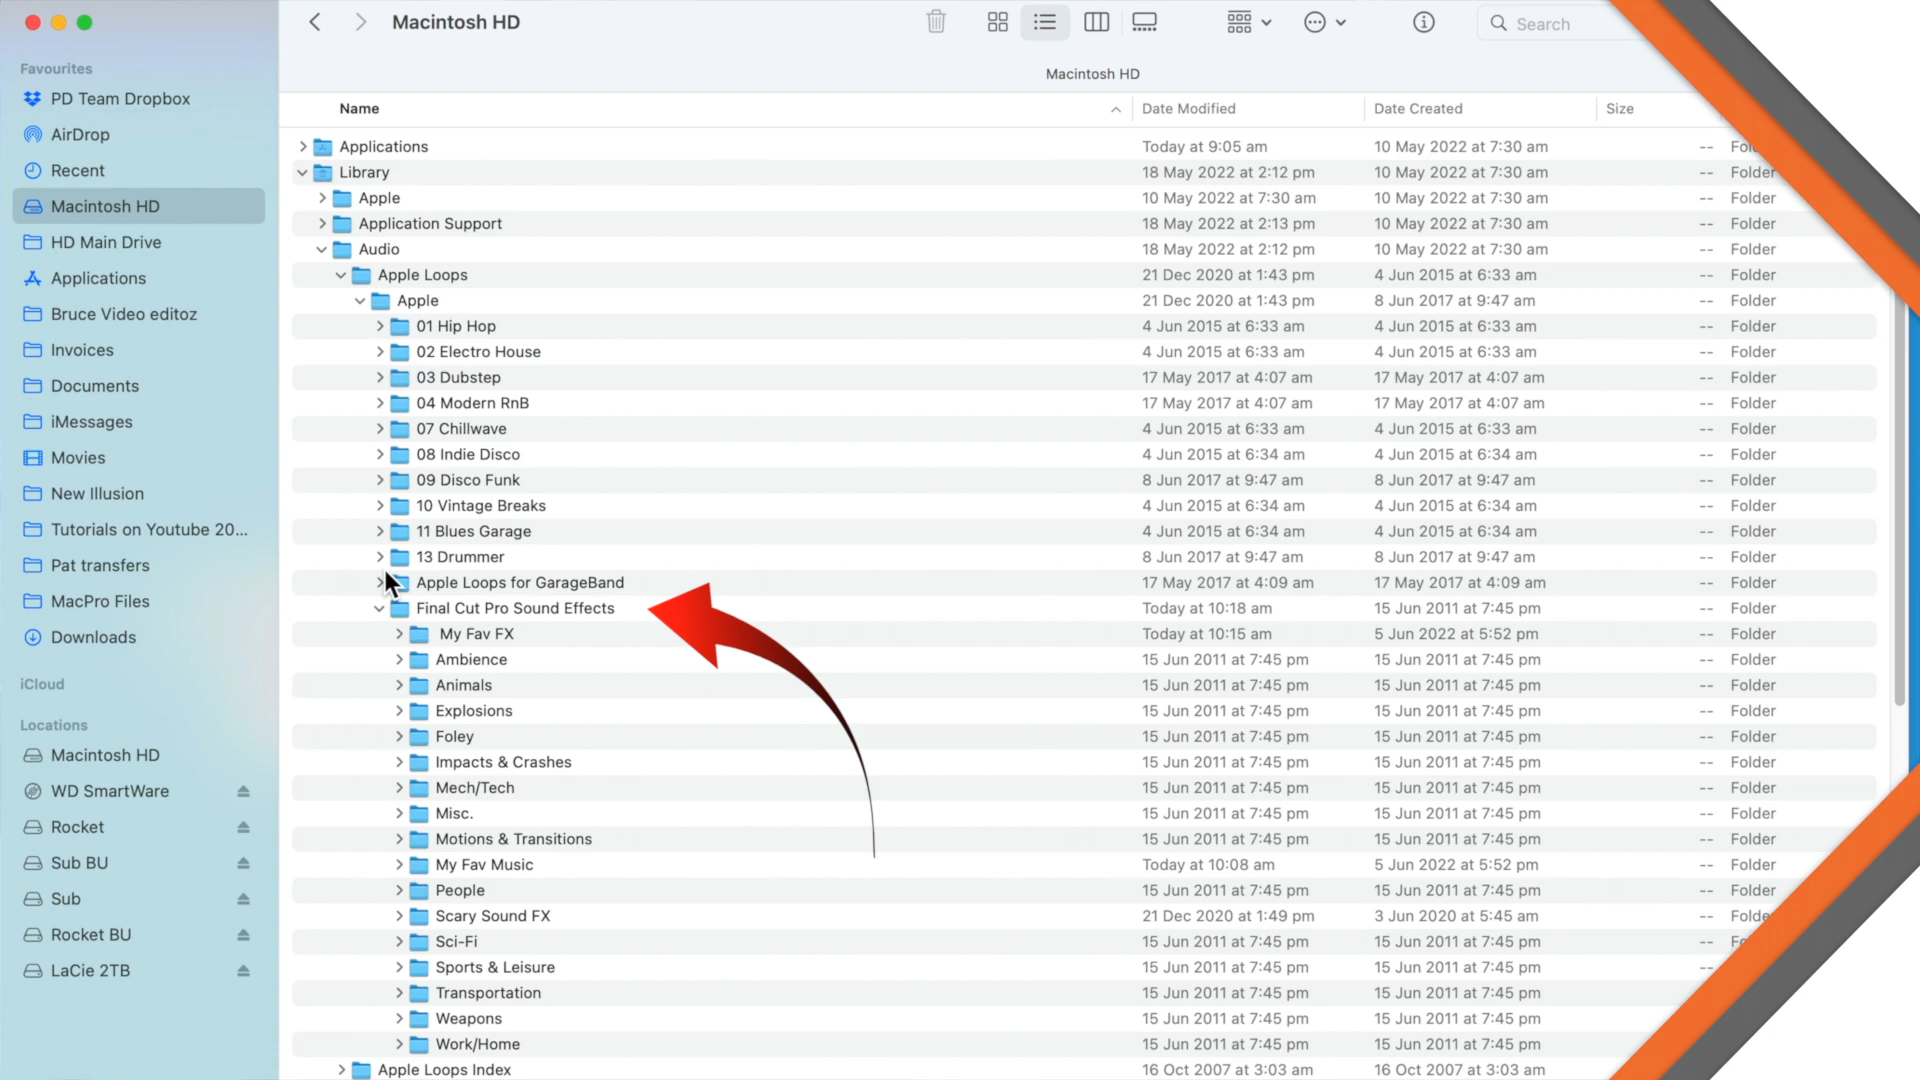 Macintosh HD
Search
Macintosh HD
Favourites
PD Team Dropbox
AirDrop
Recent
Macintosh HD
HD Main Drive
Applications
Bruce Video editoz
Invoices
Documents
iMessages
Movies
New Illusion
Tutorials on Youtube 20...
Pat transfers
MacPro Files
Downloads
iCloud
Locations
Macintosh HD
WD SmartWare
Rocket
Sub BU
Sub
Rocket BU
LaCie 2TB
Name Date Modified Date Created Size
Applications Today at 9:05 am 10 May 2022 at 7:30 am --
Library 18 May 2022 at 2:12 pm 10 May 2022 at 7:30 am -- Folder
Apple 10 May 2022 at 7:30 am 10 May 2022 at 7:30 am -- Folder
Application Support 18 May 2022 at 2:13 pm 10 May 2022 at 7:30 am -- Folder
Audio 18 May 2022 at 2:12 pm 10 May 2022 at 7:30 am -- Folder
Apple Loops 21 Dec 2020 at 1:43 pm 4 Jun 2015 at 6:33 am -- Folder
Apple 21 Dec 2020 at 1:43 pm 8 Jun 2017 at 9:47 am -- Folder
01 Hip Hop 4 Jun 2015 at 6:33 am 4 Jun 2015 at 6:33 am -- Folder
02 Electro House 4 Jun 2015 at 6:33 am 4 Jun 2015 at 6:33 am -- Folder
03 Dubstep 17 May 2017 at 4:07 am 17 May 2017 at 4:07 am -- Folder
04 Modern RnB 17 May 2017 at 4:07 am 17 May 2017 at 4:07 am -- Folder
07 Chillwave 4 Jun 2015 at 6:33 am 4 Jun 2015 at 6:33 am -- Folder
08 Indie Disco 4 Jun 2015 at 6:34 am 4 Jun 2015 at 6:34 am -- Folder
09 Disco Funk 8 Jun 2017 at 9:47 am 8 Jun 2017 at 9:47 am -- Folder
10 Vintage Breaks 4 Jun 2015 at 6:34 am 4 Jun 2015 at 6:34 am -- Folder
11 Blues Garage 4 Jun 2015 at 6:34 am 4 Jun 2015 at 6:34 am -- Folder
13 Drummer 8 Jun 2017 at 9:47 am 8 Jun 2017 at 9:47 am -- Folder
Apple Loops for GarageBand 17 May 2017 at 4:09 am 17 May 2017 at 4:09 am -- Folder
Final Cut Pro Sound Effects Today at 10:18 am 15 Jun 2011 at 7:45 pm -- Folder
My Fav FX Today at 10:15 am 5 Jun 2022 at 5:52 pm -- Folder
Ambience 15 Jun 2011 at 7:45 pm 15 Jun 2011 at 7:45 pm -- Folder
Animals 15 Jun 2011 at 7:45 pm 15 Jun 2011 at 7:45 pm -- Folder
Explosions 15 Jun 2011 at 7:45 pm 15 Jun 2011 at 7:45 pm -- Folder
Foley 15 Jun 2011 at 7:45 pm 15 Jun 2011 at 7:45 pm -- Folder
Impacts & Crashes 15 Jun 2011 at 7:45 pm 15 Jun 2011 at 7:45 pm -- Folder
Mech/Tech 15 Jun 2011 at 7:45 pm 15 Jun 2011 at 7:45 pm -- Folder
Misc. 15 Jun 2011 at 7:45 pm 15 Jun 2011 at 7:45 pm -- Folder
Motions & Transitions 15 Jun 2011 at 7:45 pm 15 Jun 2011 at 7:45 pm -- Folder
My Fav Music Today at 10:08 am 5 Jun 2022 at 5:52 pm -- Folder
People 15 Jun 2011 at 7:45 pm 15 Jun 2011 at 7:45 pm -- Folder
Scary Sound FX 21 Dec 2020 at 1:49 pm 3 Jun 2020 at 5:45 am --
Sci-Fi 15 Jun 2011 at 7:45 pm 15 Jun 2011 at 7:45 pm --
Sports & Leisure 15 Jun 2011 at 7:45 pm 15 Jun 2011 at 7:45 pm --
Transportation 15 Jun 2011 at 7:45 pm 15 Jun 2011 at 7:45 pm
Weapons 15 Jun 2011 at 7:45 pm 15 Jun 2011 at 7:45 pm
Work/Home 15 Jun 2011 at 7:45 pm 15 Jun 2011 at 7:45 pm
Apple Loops Index 16 Oct 2007 at 3:03 am 16 Oct 2007 at 3:03 am